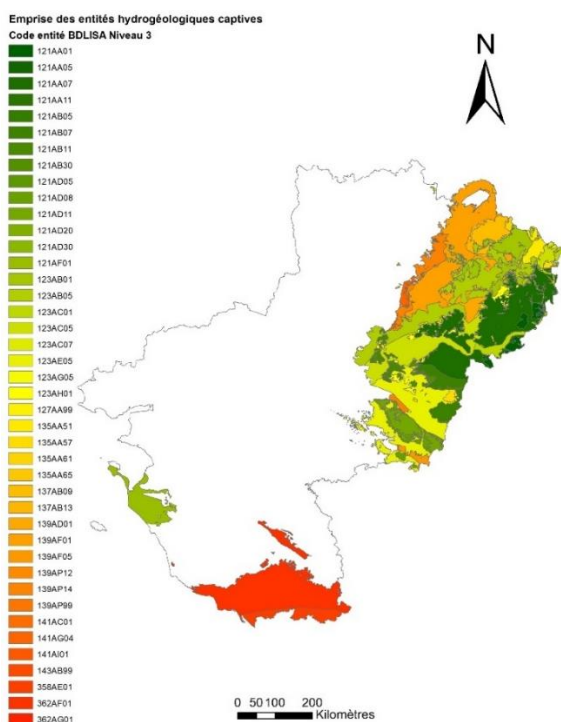 Emprise des entités hydrogéologiques captives
Code entité BDLISA Niveau 3
121AA01
121AA05
121AA07
121AA11
121AB05
121AB07
121AB11
121AB30
121AD05
121AD08
121AD11
121AD20
121AD30
121AF01
123AB01
123AB05
123AC01
123AC05
123AC07
123AE05
123AG05
123AH01
127AA99
135AA51
135AA57
135AA61
135AA65
137AB09
137AB13
139AD01
139AF01
139AF05
139AP12
139AP14
139AP99
141AC01
141AG04
141AI01
143AB99
358AE01
362AF01
362AG01
N
0 50 100 200
Kilomètres